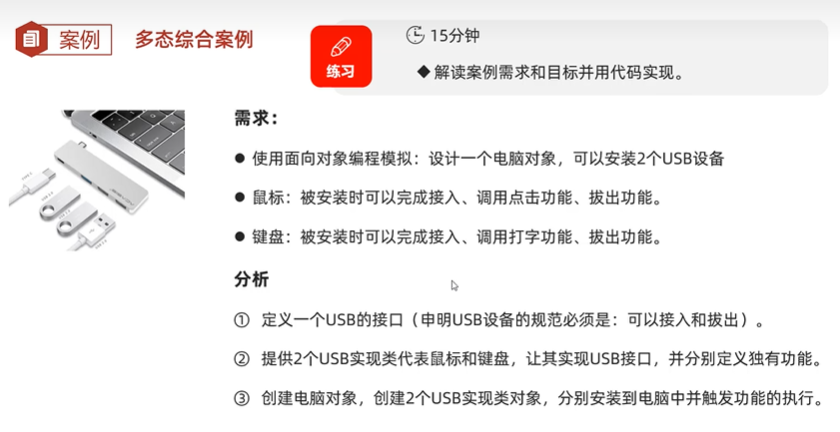 案例 多态综合案例
练习
15分钟
◆ 解读案例需求和目标并用代码实现。
需求：
● 使用面向对象编程模拟：设计一个电脑对象，可以安装2个USB设备
● 鼠标：被安装时可以完成接入、调用点击功能、拔出功能。
● 键盘：被安装时可以完成接入、调用打字功能、拔出功能。
分析
① 定义一个USB的接口（申明USB设备的规范必须是：可以接入和拔出）。
② 提供2个USB实现类代表鼠标和键盘，让其实现USB接口，并分别定义独有功能。
③ 创建电脑对象，创建2个USB实现类对象，分别安装到电脑中并触发功能的执行。